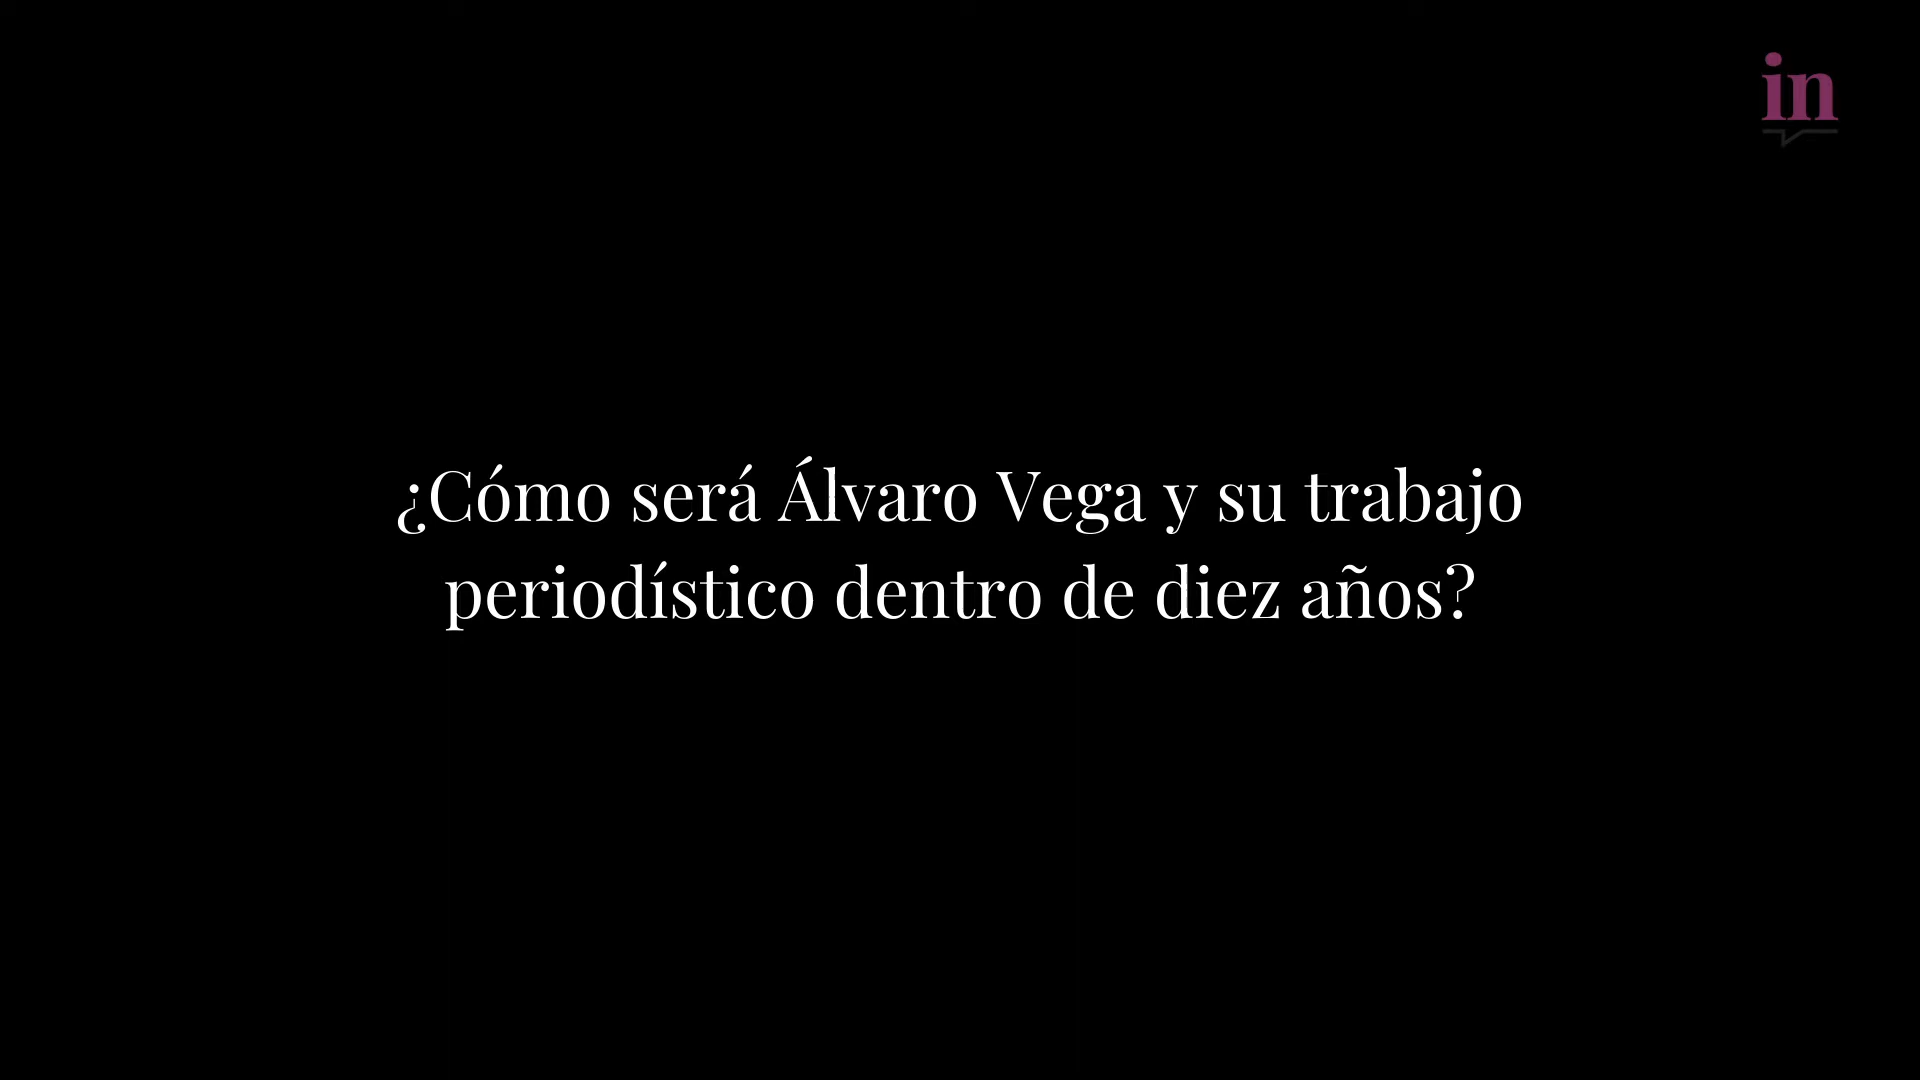 in
¿Cómo será Álvaro Vega y su trabajo
periodístico dentro de diez años?